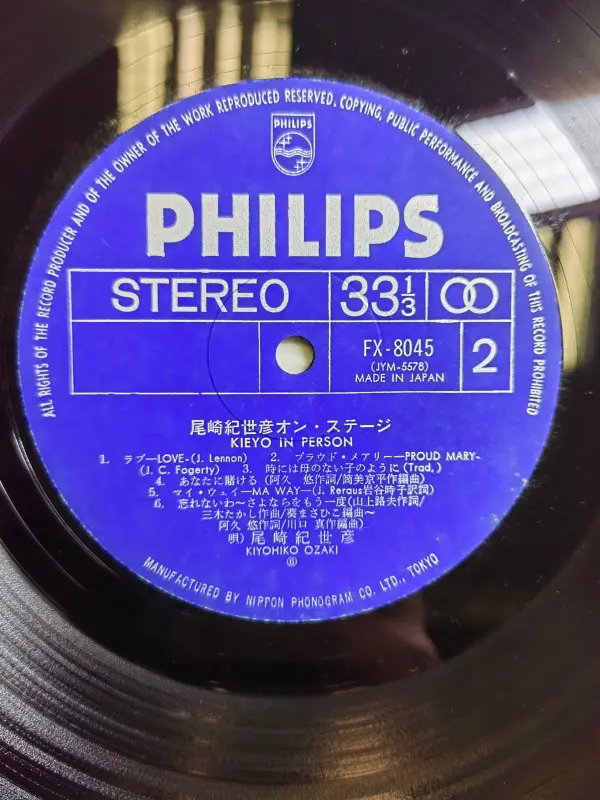 ALL RIGHTS OF THE RECORD PRODUCER AND OF THE OWNER OF THE WORK REPRODUCED RESERVED. COPYING, PUBLIC PERFORMANCE AND BROADCASTING OF THIS RECORD PROHIBITED
PHILIPS
PHILIPS
STEREO
33 1/3
FX-8045
(JYM-5578)
MADE IN JAPAN
2
尾崎紀世彦オン・ステージ
KIEYO IN PERSON
1. ラブ—LOVE-(J. Lennon) 2. プラウド・メアリー—PROUD MARY-
(J. C. Fogerty) 3. 時には母のない子のように(Trad,)
4. あなたに賭ける(阿久 悠作詞/筒美京平作編曲)
5. マイ・ウェイ—MA WAY—(J. Reraus岩谷時子訳詞)
6. 忘れないわ〜さよならをもう一度(山上路夫作詞/
三木たかし作曲/葵まさひこ編曲〜
阿久 悠作詞/川口 真作編曲)
唄) 尾崎紀世彦
KIYOHIKO OZAKI
Ⓟ
MANUFACTURED BY NIPPON PHONOGRAM CO. LTD., TOKYO